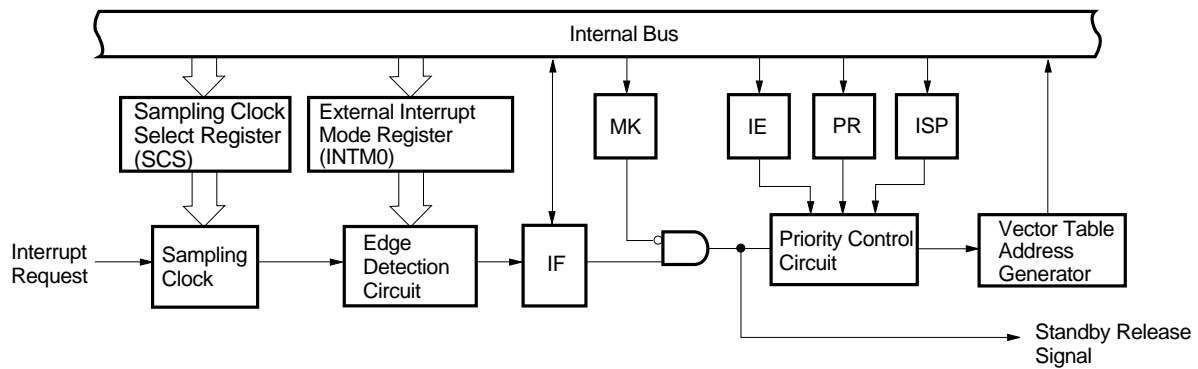 Internal Bus
Sampling Clock
Select Register
(SCS)
External Interrupt
Mode Register
(INTM0)
MK
IE
PR
ISP
Interrupt
Request
Sampling
Clock
Edge
Detection
Circuit
IF
Priority Control
Circuit
Vector Table
Address
Generator
Standby Release
Signal